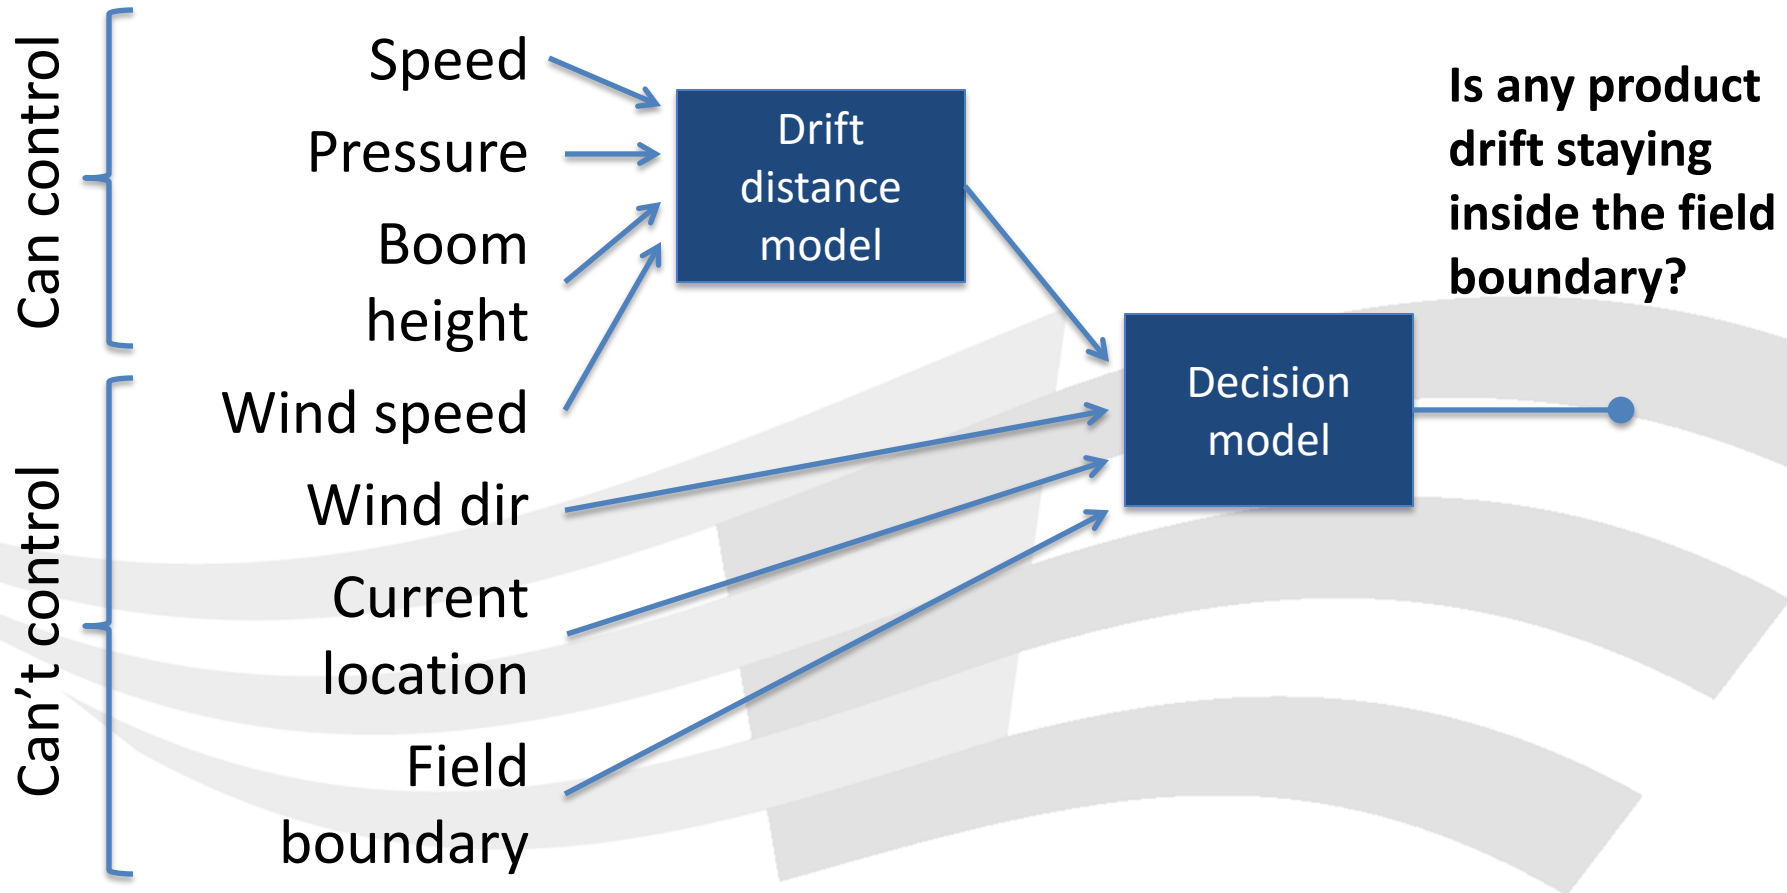 Can control
Speed
Pressure
Boom
height
Can't control
Wind speed
Wind dir
Current
location
Field
boundary
Drift
distance
model
Decision
model
Is any product
drift staying
inside the field
boundary?